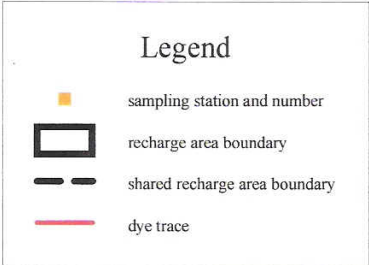 Legend
sampling station and number
recharge area boundary
shared recharge area boundary
dye trace